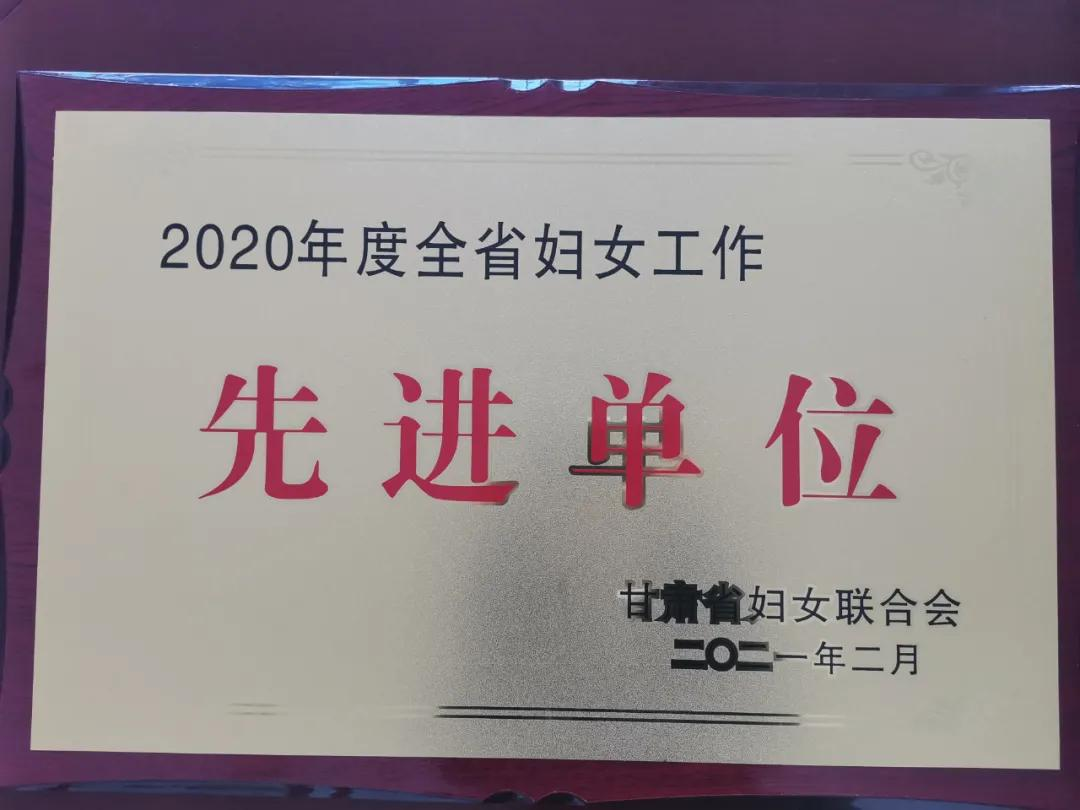 2020年度全省妇女工作
先进单位
甘肃省妇女联合会
二〇二一年二月